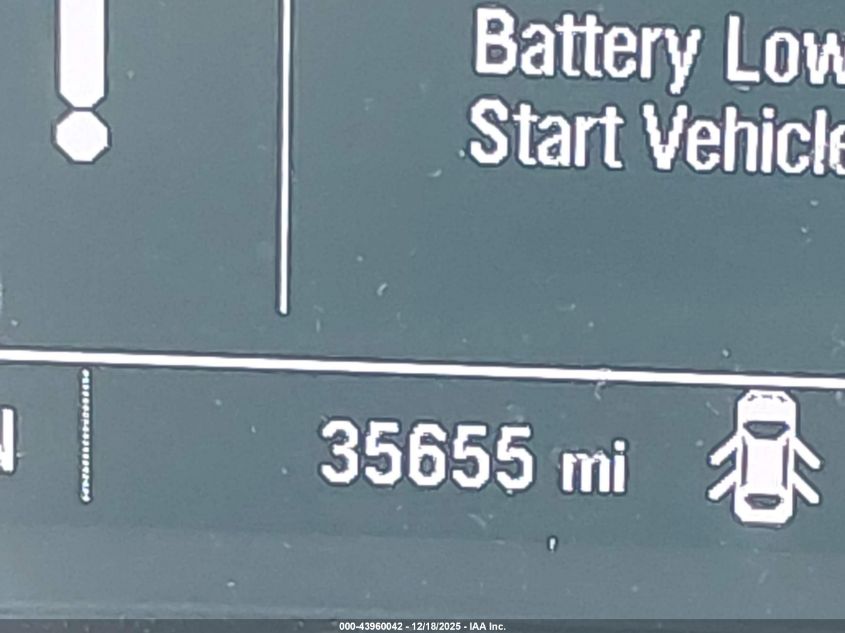 Battery Low
Start Vehicle
35655 mi
000-43960042 - 12/18/2025 - IAA Inc.